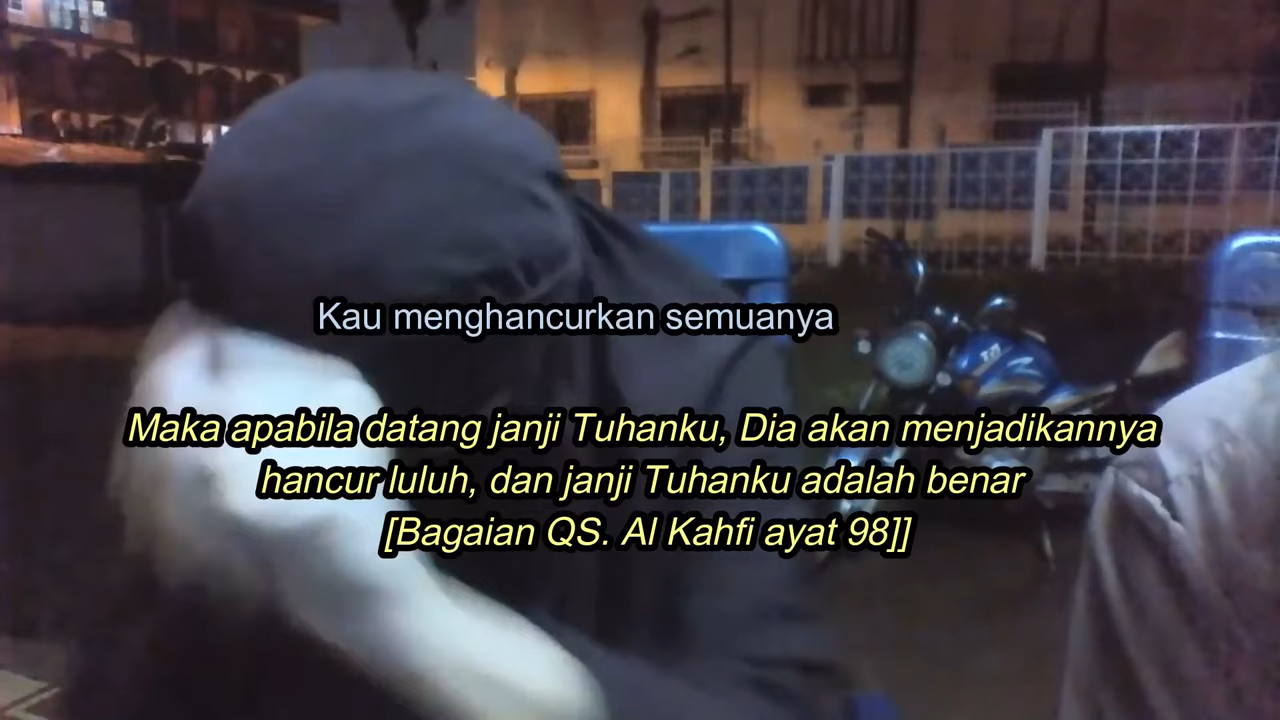 Kau menghancurkan semuanya
Maka apabila datang janji Tuhanku, Dia akan menjadikannya
hancur luluh, dan janji Tuhanku adalah benar
[Bagaian QS. Al Kahfi ayat 98]]